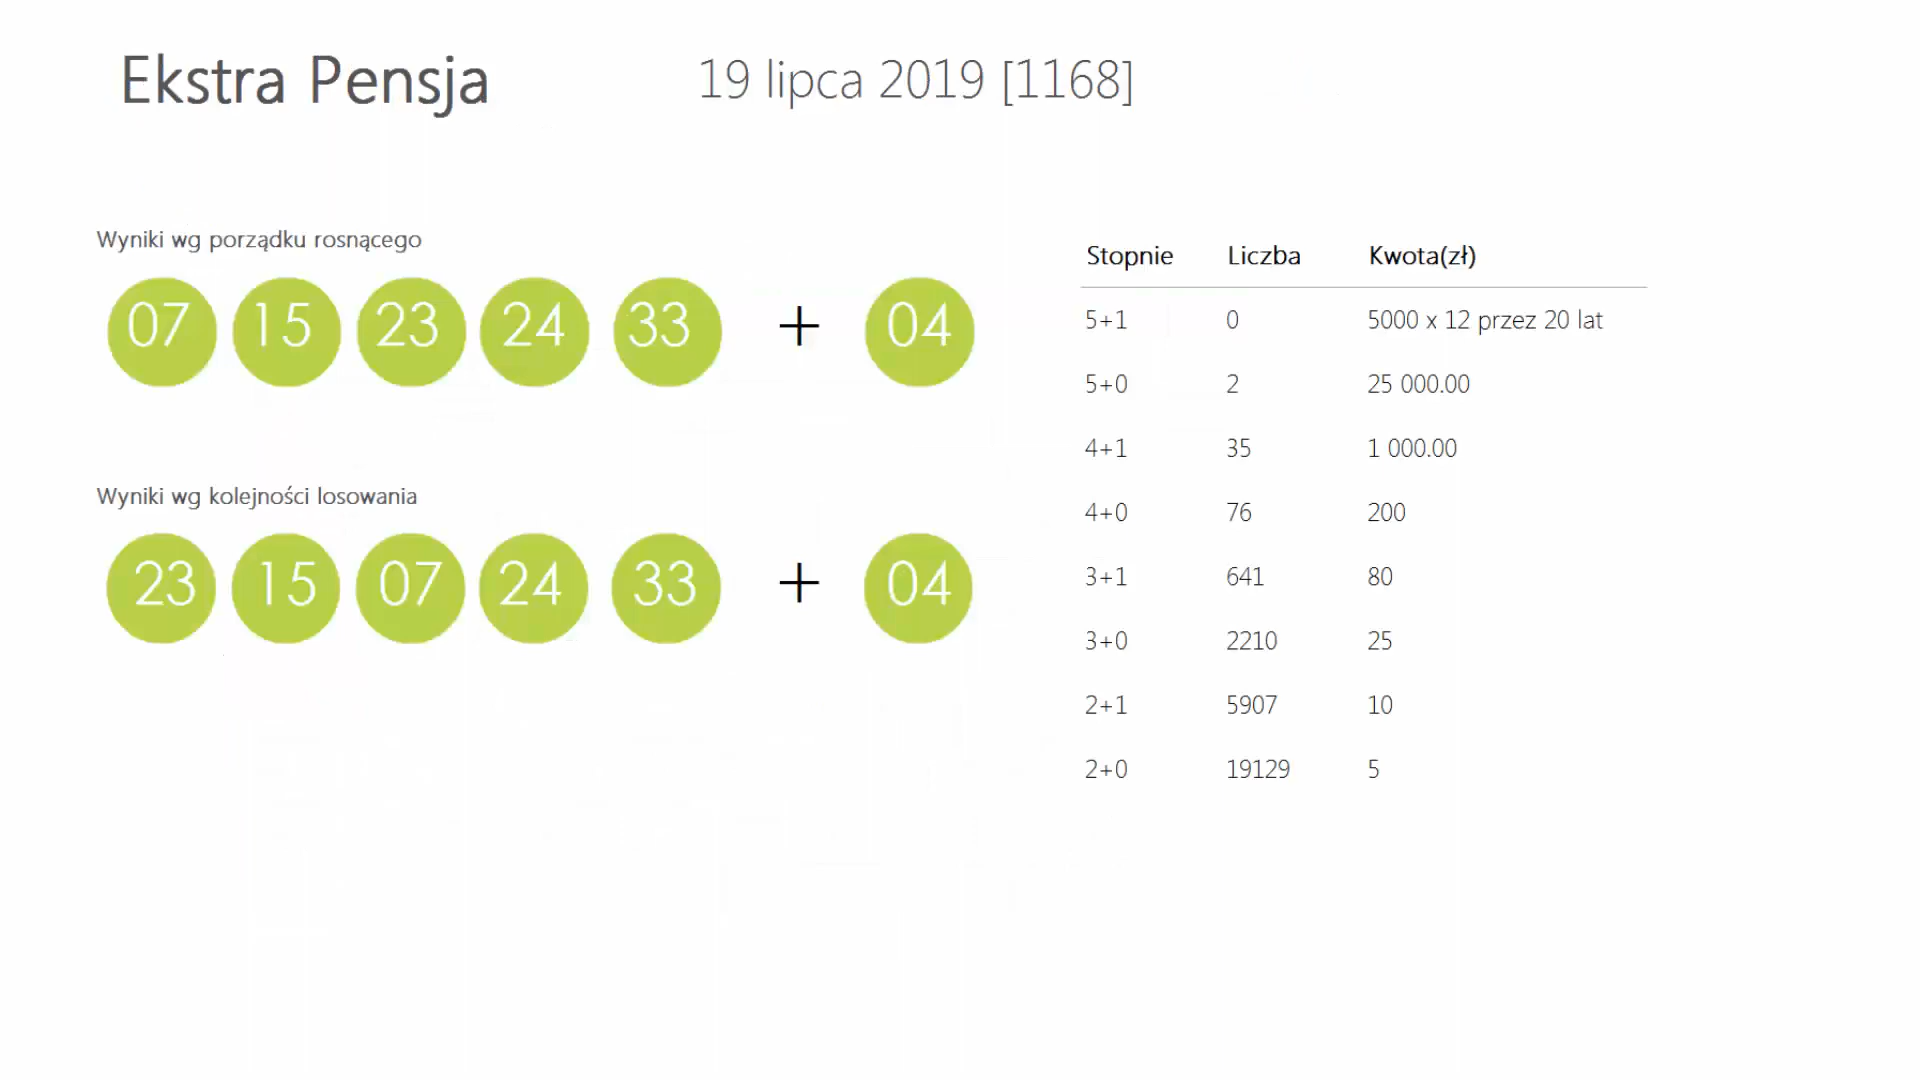 Ekstra Pensja 19 lipca 2019 [1168]
Wyniki wg porządku rosnącego
07 15 23 24 33 + 04
Wyniki wg kolejności losowania
23 15 07 24 33 + 04
Stopnie Liczba Kwota(zł)
5+1 0 5000 x 12 przez 20 lat
5+0 2 25 000.00
4+1 35 1 000.00
4+0 76 200
3+1 641 80
3+0 2210 25
2+1 5907 10
2+0 19129 5